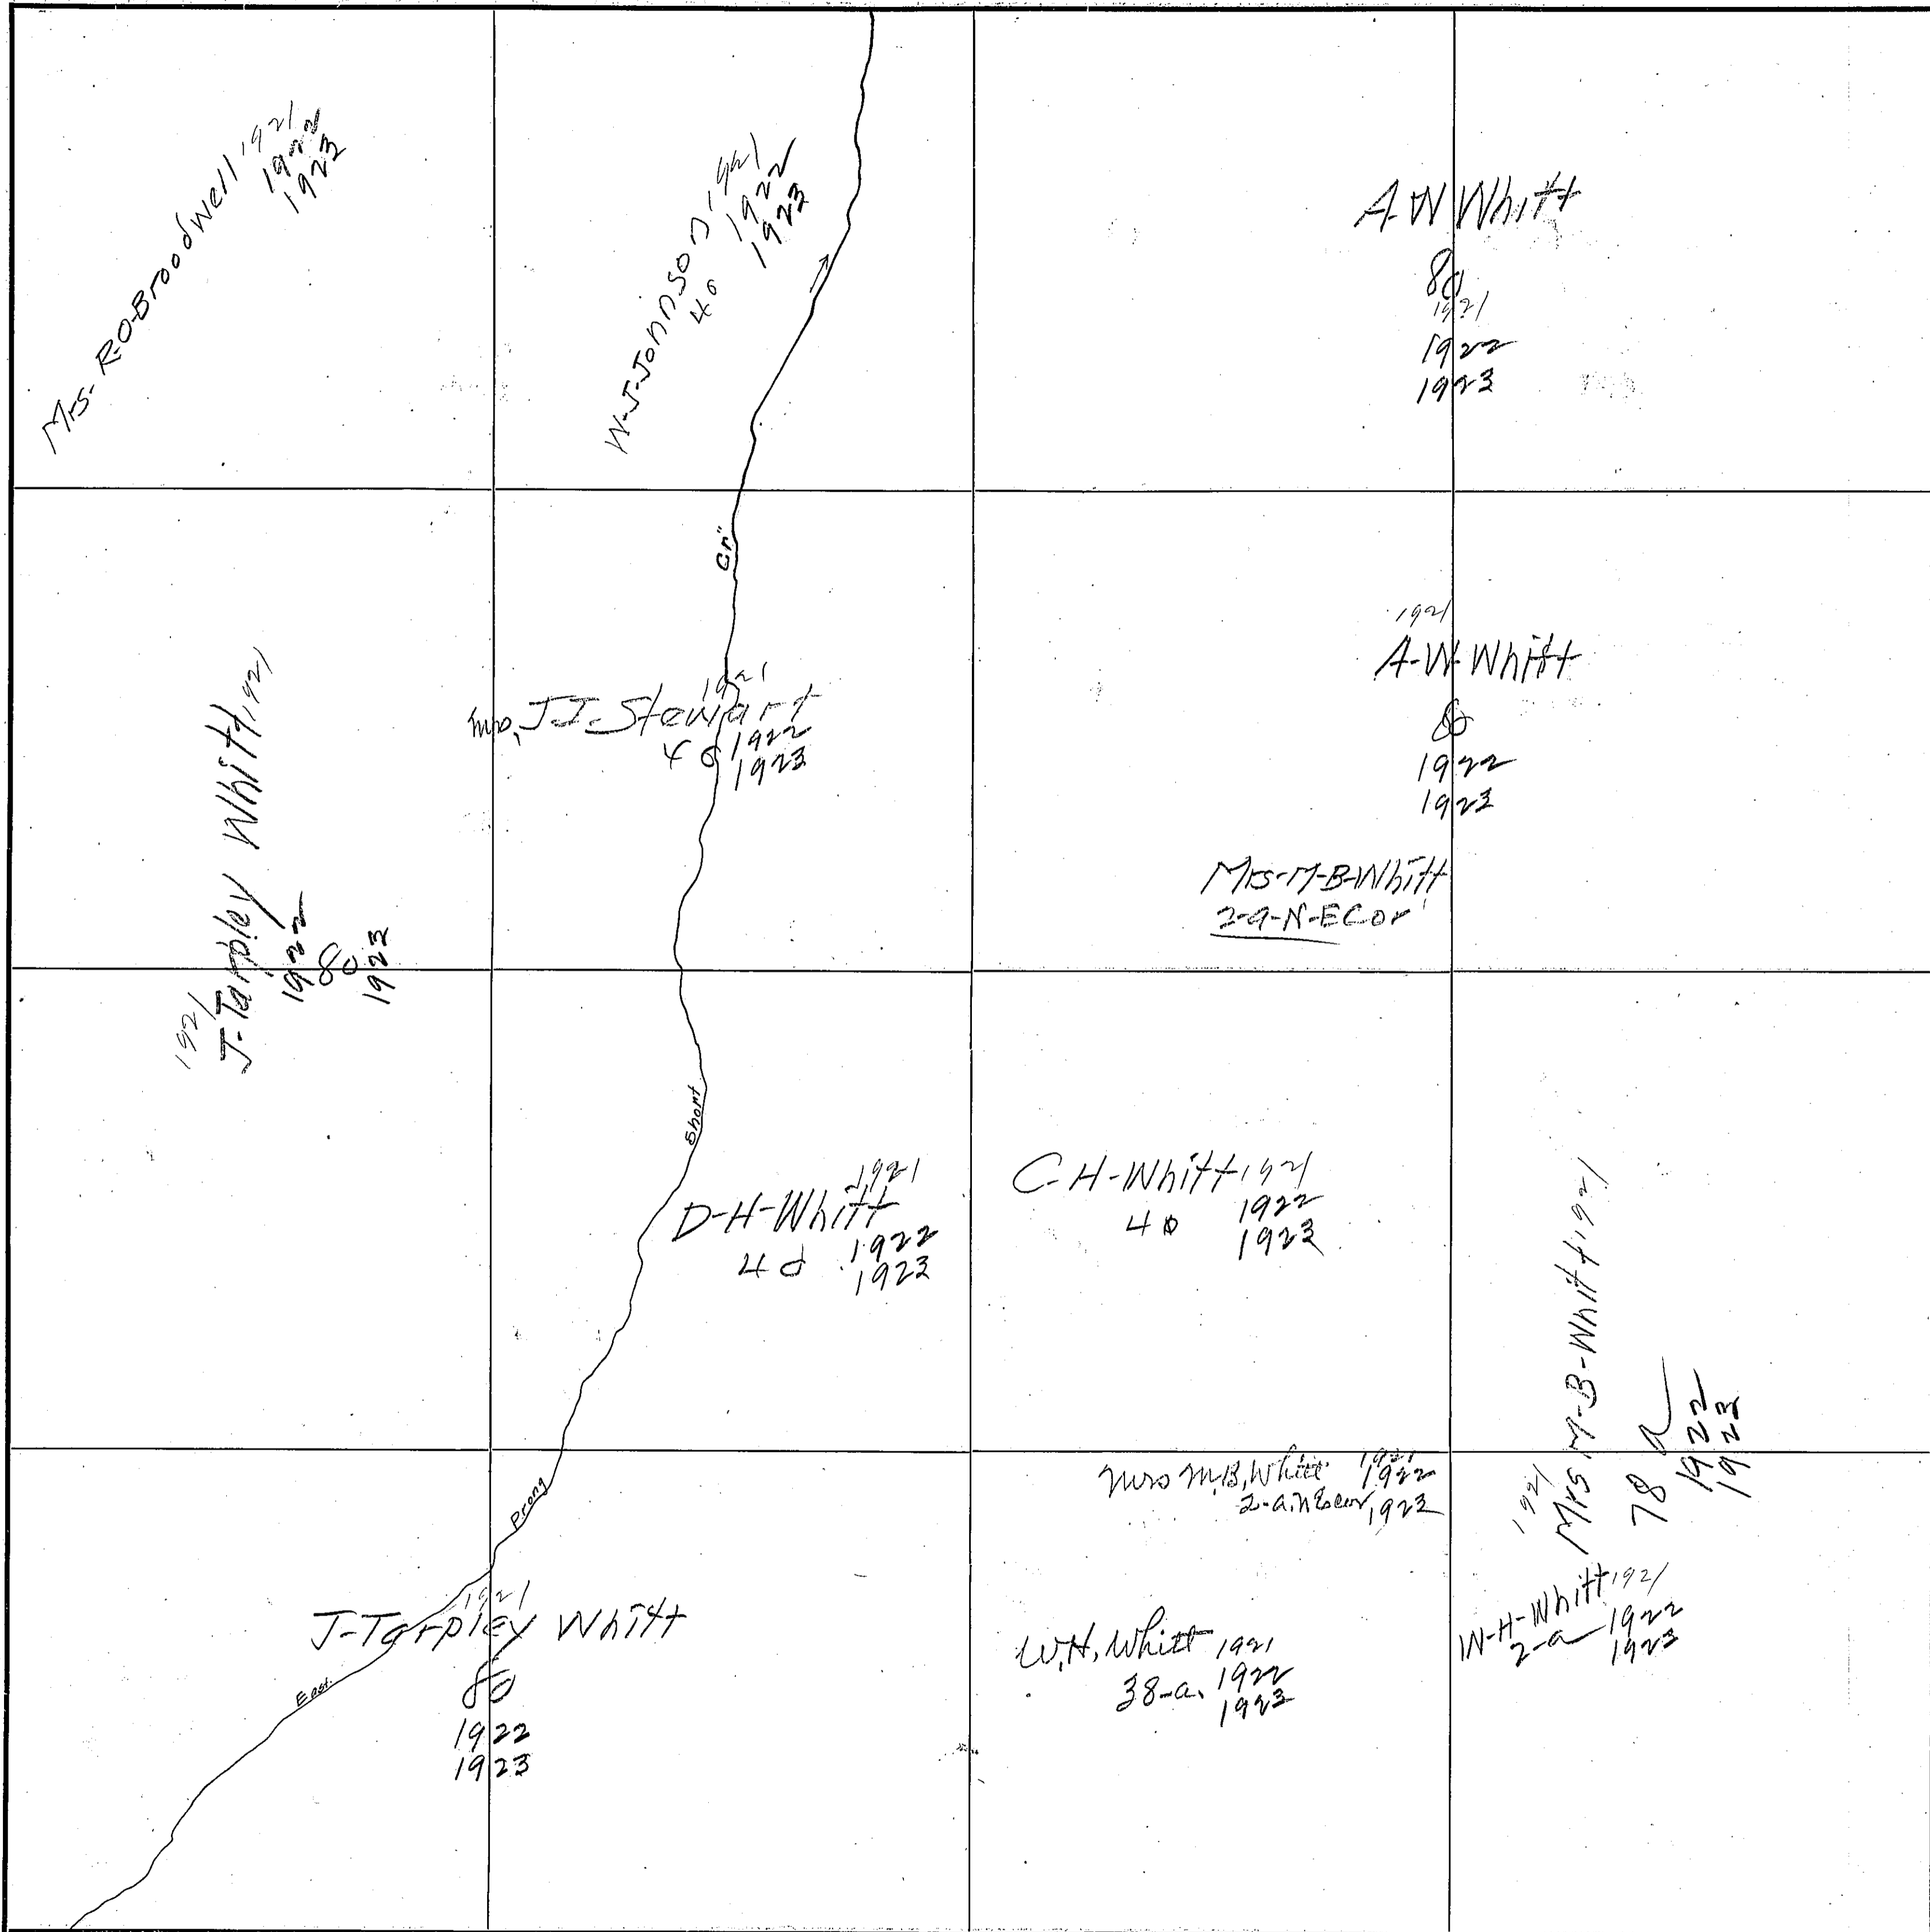 Mrs- R-O-Broodwell 1921
1922
1923
W-J-Johnson 1921
40 1922
1923
A-W Whitt
80
1921
1922
1923
Cr"
1921
Mrs, J-I-Stewart
40 1922
1923
1921
A-W-Whitt
80
1922
1923
Mrs-M-B-Whitt
2-a-N-E Cor
1921
J-Tarpley Whitt, 1921
1922
80
1923
Short
1921
D-H-Whitt
40 1922
1923
C-H-Whitt 1921
40 1922
1923
1921
Mrs M-B-Whitt 1921
78 a
1922
1923
Mrs M.B, Whitt 1921
1922
2-a. N E cor, 1923
Prong
1921
J-Tarpley Whitt
80
1922
1923
East.
W.H. Whitt 1921
38-a. 1922
1923
W-H-Whitt 1921
2-a 1922
1923